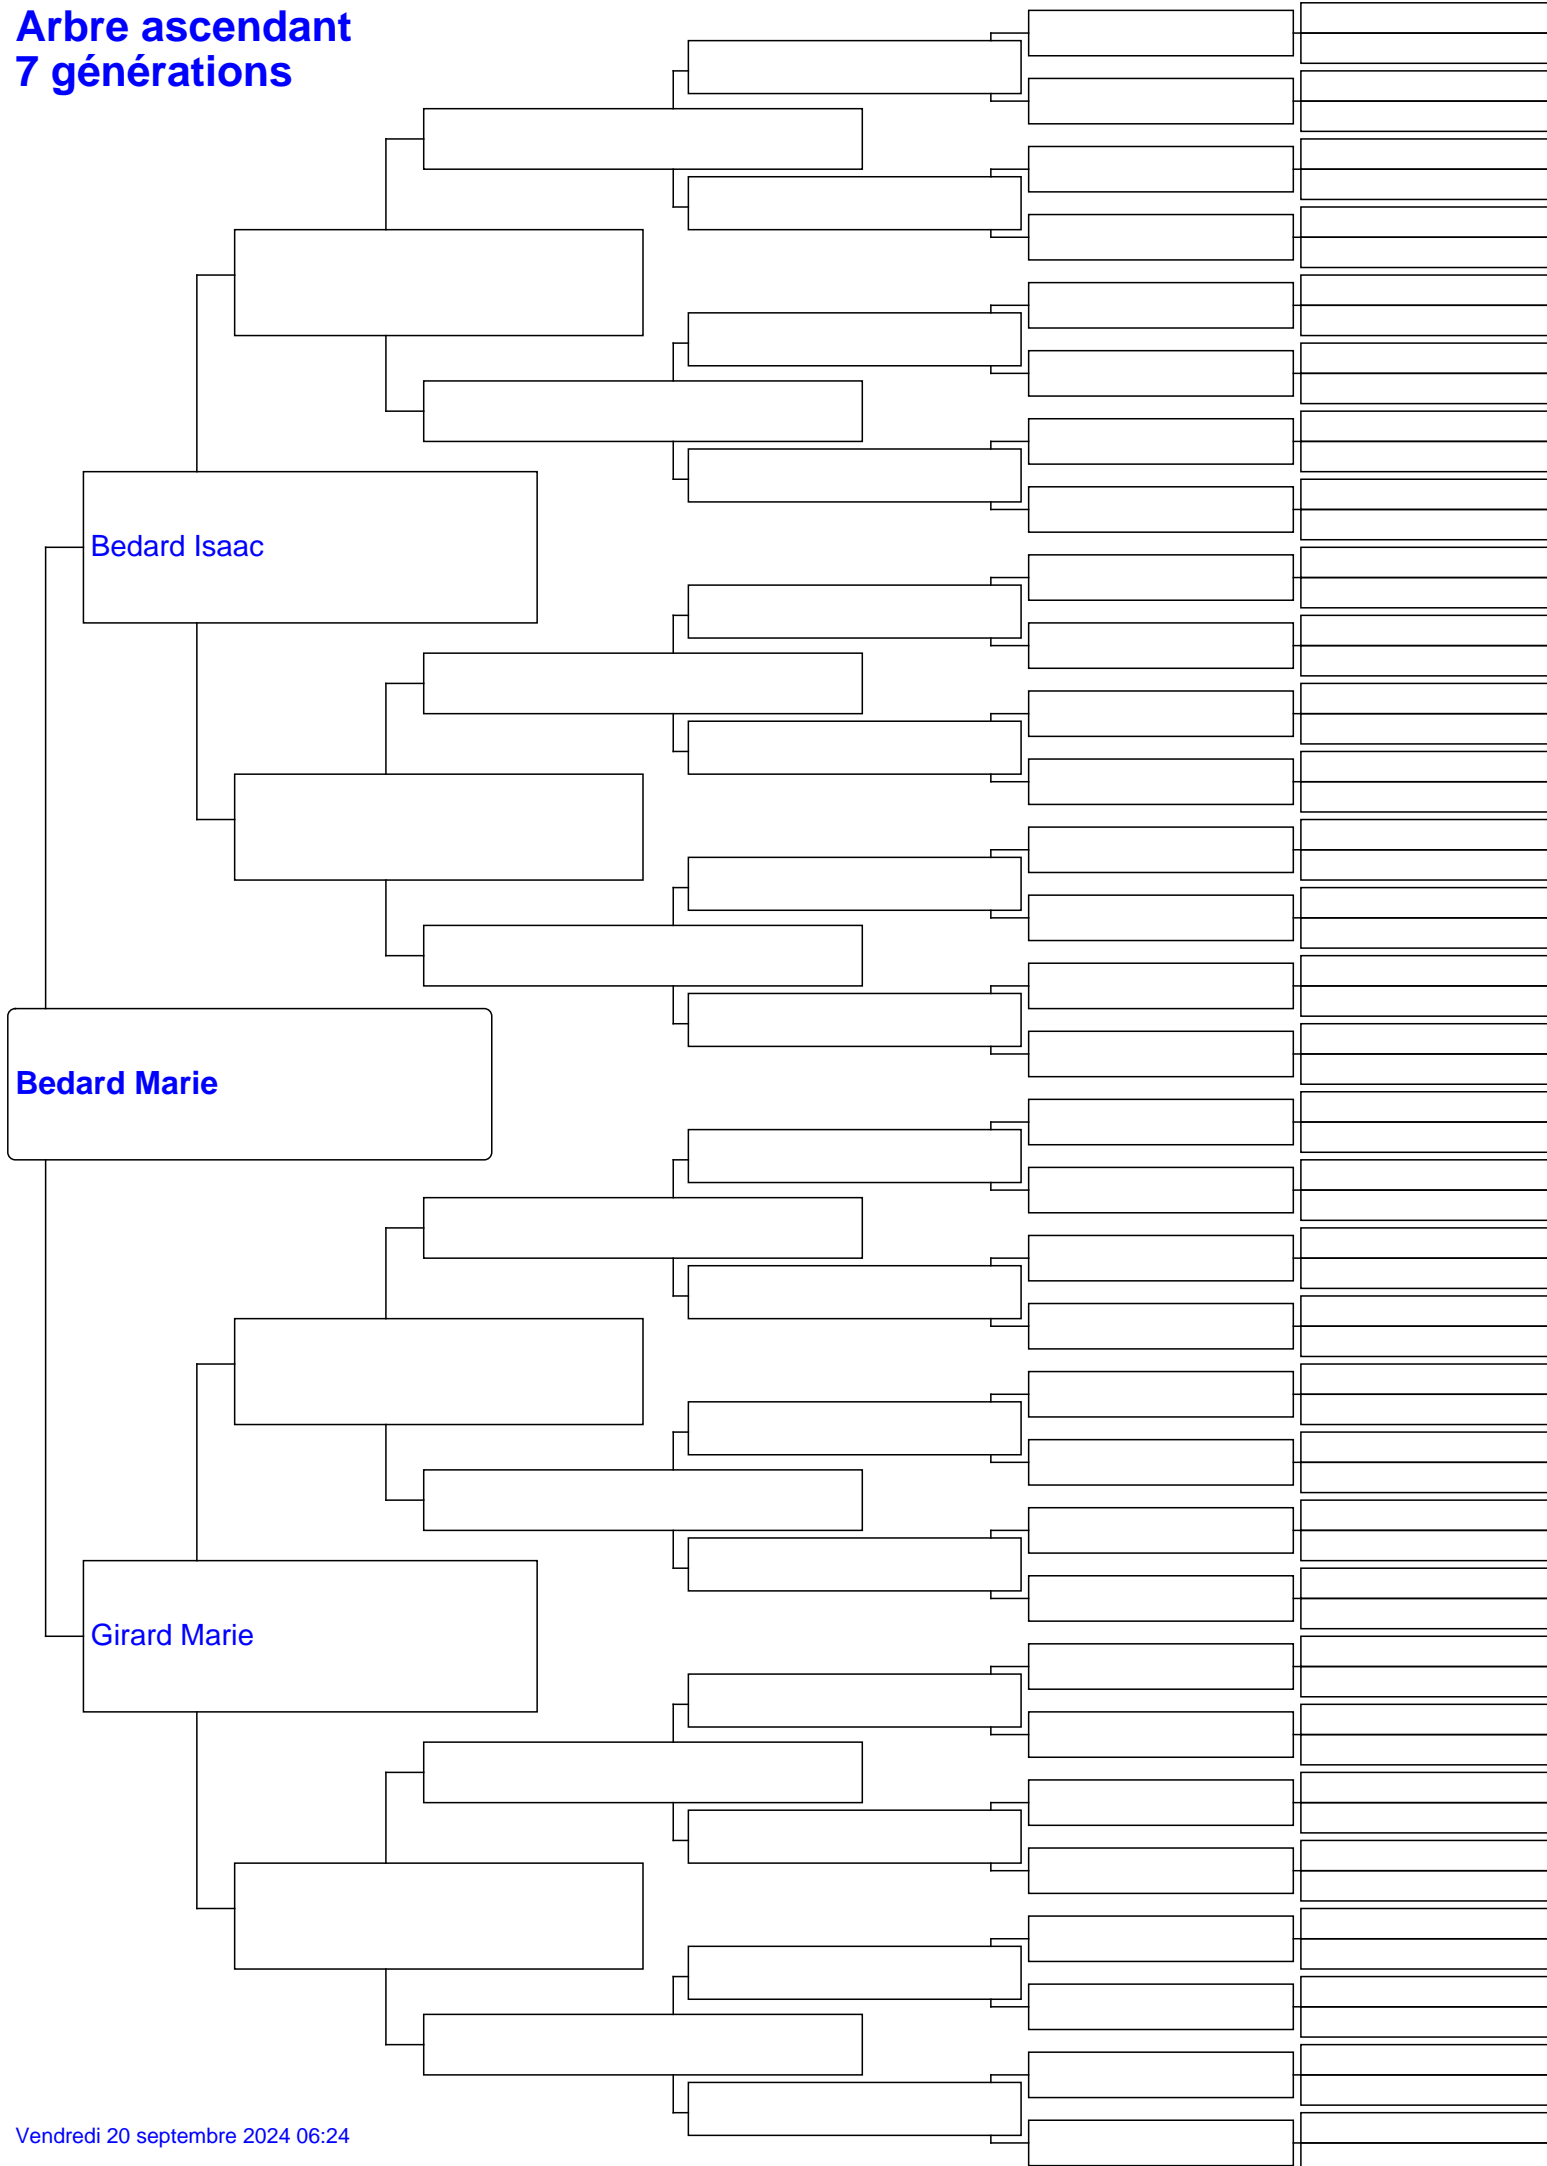 Arbre ascendant
7 générations
Bedard Isaac
Bedard Marie
Girard Marie
Vendredi 20 septembre 2024 06:24